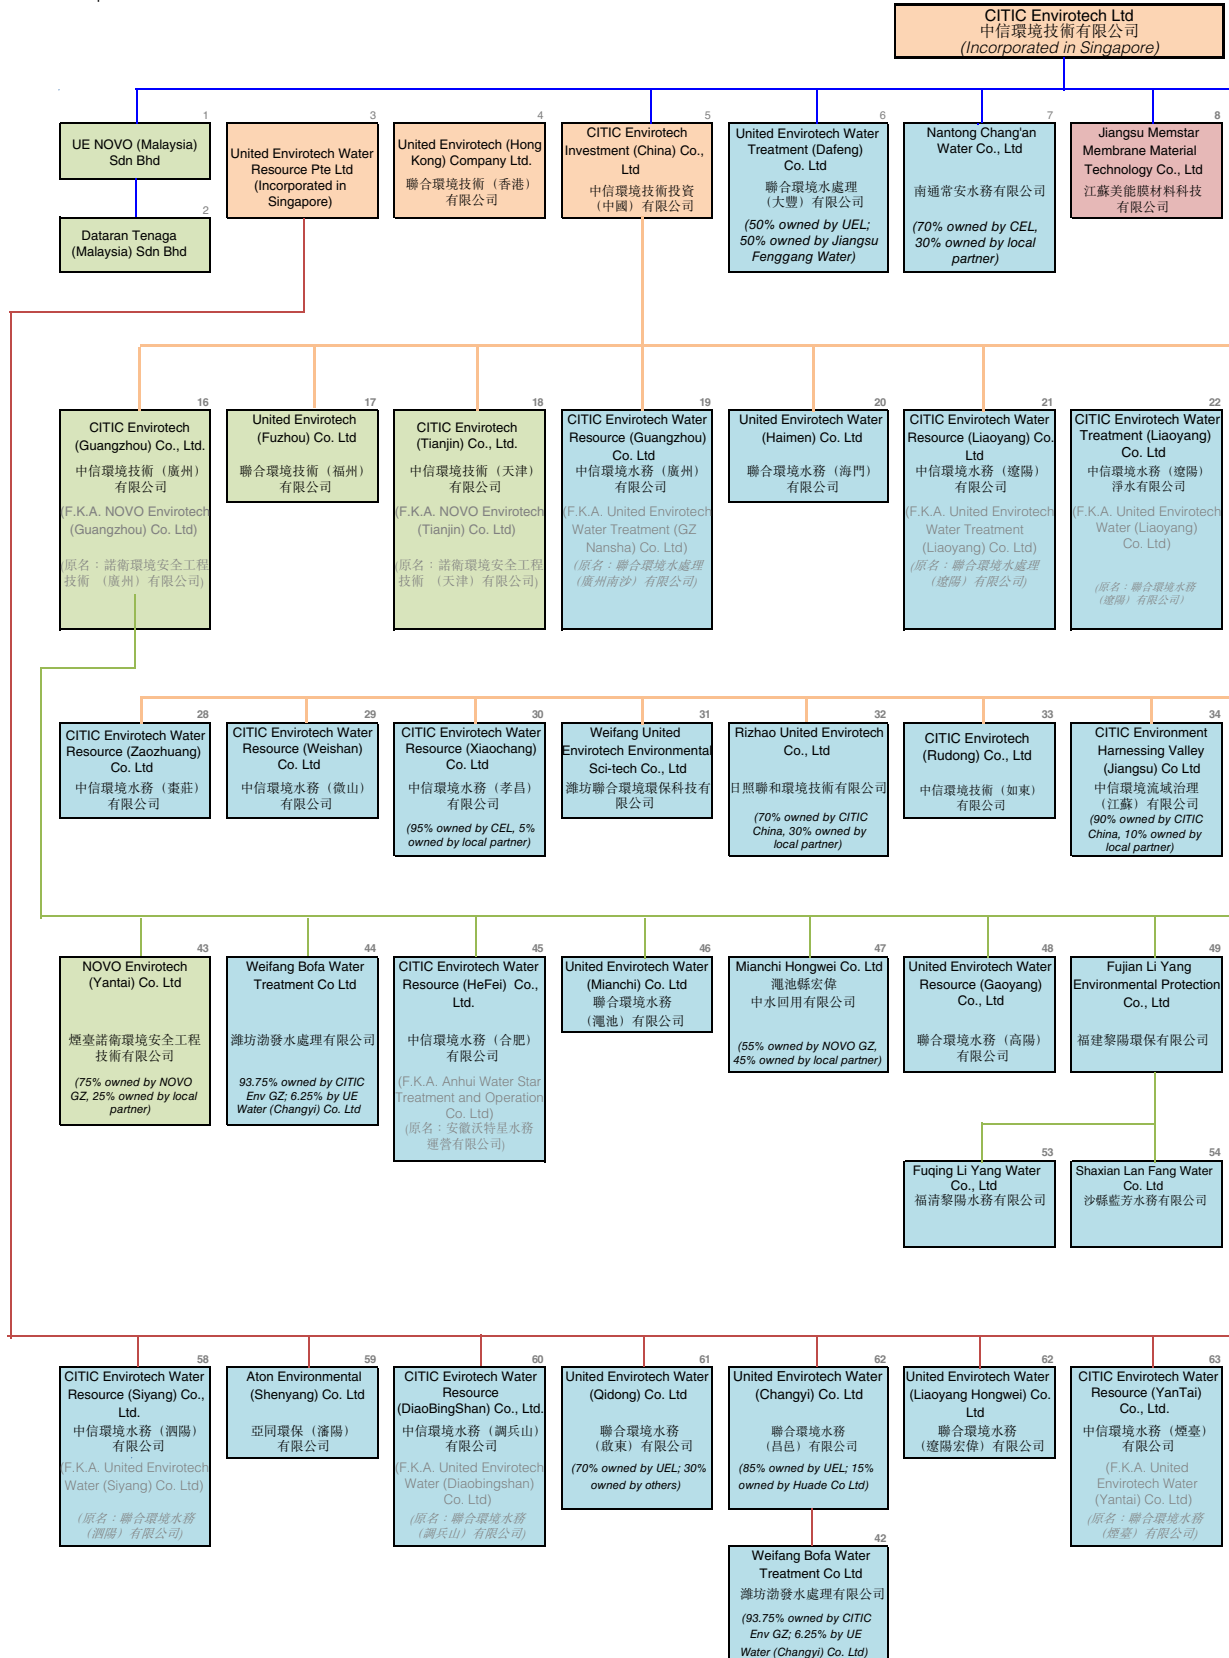 CITIC Envirotech Ltd
中信環境技術有限公司
(Incorporated in Singapore)
1
UE NOVO (Malaysia)
Sdn Bhd
2
Dataran Tenaga
(Malaysia) Sdn Bhd
3
United Envirotech Water
Resource Pte Ltd
(Incorporated in
Singapore)
4
United Envirotech (Hong
Kong) Company Ltd.
聯合環境技術（香港）
有限公司
5
CITIC Envirotech
Investment (China) Co.,
Ltd
中信環境技術投資
（中國）有限公司
6
United Envirotech Water
Treatment (Dafeng)
Co. Ltd
聯合環境水處理
（大豐）有限公司
(50% owned by UEL;
50% owned by Jiangsu
Fenggang Water)
7
Nantong Chang'an
Water Co., Ltd
南通常安水務有限公司
(70% owned by CEL,
30% owned by local
partner)
8
Jiangsu Memstar
Membrane Material
Technology Co., Ltd
江蘇美能膜材料科技
有限公司
16
CITIC Envirotech
(Guangzhou) Co., Ltd.
中信環境技術（廣州）
有限公司
(F.K.A. NOVO Envirotech
(Guangzhou) Co. Ltd)
(原名：諾衛環境安全工程
技術 （廣州）有限公司)
17
United Envirotech
(Fuzhou) Co. Ltd
聯合環境技術（福州）
有限公司
18
CITIC Envirotech
(Tianjin) Co., Ltd.
中信環境技術（天津）
有限公司
(F.K.A. NOVO Envirotech
(Tianjin) Co. Ltd)
(原名：諾衛環境安全工程
技術 （天津）有限公司)
19
CITIC Envirotech Water
Resource (Guangzhou)
Co. Ltd
中信環境水務（廣州）
有限公司
(F.K.A. United Envirotech
Water Treatment (GZ
Nansha) Co. Ltd)
(原名：聯合環境水處理
（廣州南沙）有限公司)
20
United Envirotech Water
(Haimen) Co. Ltd
聯合環境水務（海門）
有限公司
21
CITIC Envirotech Water
Resource (Liaoyang) Co.
Ltd
中信環境水務（遼陽）
有限公司
(F.K.A. United Envirotech
Water Treatment
(Liaoyang) Co. Ltd)
(原名：聯合環境水處理
（遼陽）有限公司)
22
CITIC Envirotech Water
Treatment (Liaoyang)
Co. Ltd
中信環境水務（遼陽）
淨水有限公司
(F.K.A. United Envirotech
Water (Liaoyang)
Co. Ltd)
(原名：聯合環境水務
（遼陽）有限公司)
28
CITIC Envirotech Water
Resource (Zaozhuang)
Co. Ltd
中信環境水務（棗莊）
有限公司
29
CITIC Envirotech Water
Resource (Weishan)
Co. Ltd
中信環境水務（微山）
有限公司
30
CITIC Envirotech Water
Resource (Xiaochang)
Co. Ltd
中信環境水務（孝昌）
有限公司
(95% owned by CEL, 5%
owned by local partner)
31
Weifang United
Envirotech Environmental
Sci-tech Co., Ltd
濰坊聯合環境環保科技有
限公司
32
Rizhao United Envirotech
Co., Ltd
日照聯和環境技術有限公司
(70% owned by CITIC
China, 30% owned by
local partner)
33
CITIC Envirotech
(Rudong) Co., Ltd
中信環境技術（如東）
有限公司
34
CITIC Environment
Harnessing Valley
(Jiangsu) Co Ltd
中信環境流域治理
（江蘇）有限公司
(90% owned by CITIC
China, 10% owned by
local partner)
43
NOVO Envirotech
(Yantai) Co. Ltd
煙臺諾衛環境安全工程
技術有限公司
(75% owned by NOVO
GZ, 25% owned by local
partner)
44
Weifang Bofa Water
Treatment Co Ltd
濰坊渤發水處理有限公司
93.75% owned by CITIC
Env GZ; 6.25% by UE
Water (Changyi) Co. Ltd
45
CITIC Envirotech Water
Resource (HeFei) Co.,
Ltd.
中信環境水務（合肥）
有限公司
(F.K.A. Anhui Water Star
Treatment and Operation
Co. Ltd)
(原名：安徽沃特星水務
運營有限公司)
46
United Envirotech Water
(Mianchi) Co. Ltd
聯合環境水務
（澠池）有限公司
47
Mianchi Hongwei Co. Ltd
澠池縣宏偉
中水回用有限公司
(55% owned by NOVO GZ,
45% owned by local partner)
48
United Envirotech Water
Resource (Gaoyang)
Co., Ltd
聯合環境水務（高陽）
有限公司
49
Fujian Li Yang
Environmental Protection
Co., Ltd
福建黎陽環保有限公司
53
Fuqing Li Yang Water
Co., Ltd
福清黎陽水務有限公司
54
Shaxian Lan Fang Water
Co. Ltd
沙縣藍芳水務有限公司
58
CITIC Envirotech Water
Resource (Siyang) Co.,
Ltd.
中信環境水務（泗陽）
有限公司
(F.K.A. United Envirotech
Water (Siyang) Co. Ltd)
(原名：聯合環境水務
（泗陽）有限公司)
59
Aton Environmental
(Shenyang) Co. Ltd
亞同環保（瀋陽）
有限公司
60
CITIC Evirotech Water
Resource
(DiaoBingShan) Co., Ltd.
中信環境水務（調兵山）
有限公司
(F.K.A. United Envirotech
Water (Diaobingshan)
Co. Ltd)
(原名：聯合環境水務
（調兵山）有限公司)
61
United Envirotech Water
(Qidong) Co. Ltd
聯合環境水務
（啟東）有限公司
(70% owned by UEL; 30%
owned by others)
62
United Envirotech Water
(Changyi) Co. Ltd
聯合環境水務
（昌邑）有限公司
(85% owned by UEL; 15%
owned by Huade Co Ltd)
62
United Envirotech Water
(Liaoyang Hongwei) Co.
Ltd
聯合環境水務
（遼陽宏偉）有限公司
63
CITIC Envirotech Water
Resource (YanTai)
Co., Ltd.
中信環境水務（煙臺）
有限公司
(F.K.A. United
Envirotech Water
(Yantai) Co. Ltd)
(原名：聯合環境水務
（煙臺）有限公司)
42
Weifang Bofa Water
Treatment Co Ltd
濰坊渤發水處理有限公司
(93.75% owned by CITIC
Env GZ; 6.25% by UE
Water (Changyi) Co. Ltd)